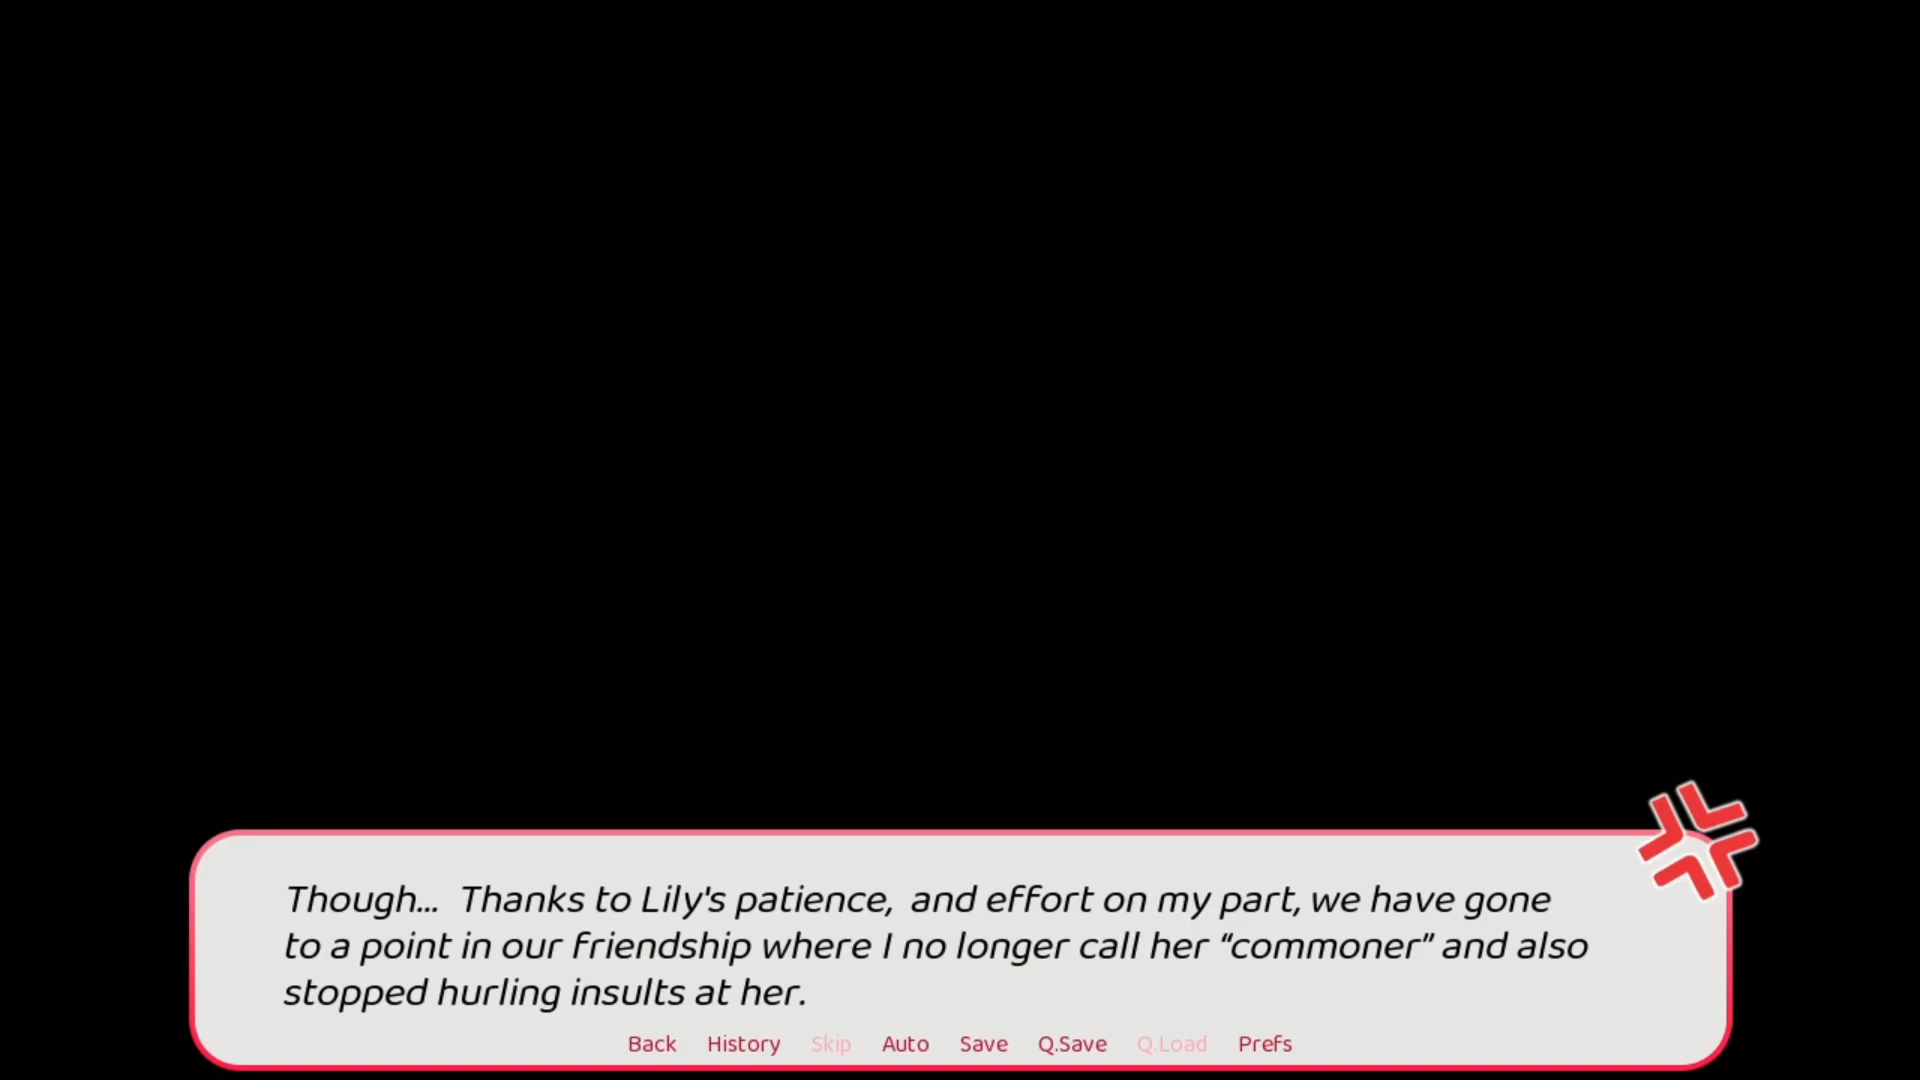 Though...  Thanks to Lily's patience,  and effort on my part, we have gone
to a point in our friendship where I no longer call her “commoner” and also
stopped hurling insults at her.
Back History Skip Auto Save Q.Save Q.Load Prefs